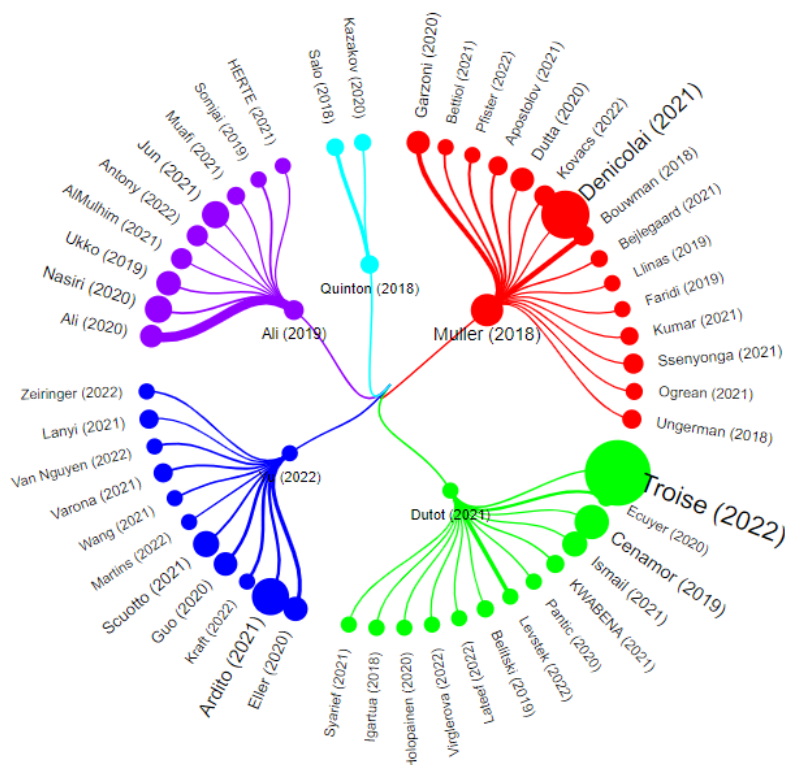 HERTE (2021)
Somjai (2019)
Muafi (2021)
Jun (2021)
Antony (2022)
AlMulhim (2021)
Ukko (2019)
Nasiri (2020)
Ali (2020)
Ali (2019)
Salo (2018)
Kazakov (2020)
Quinton (2018)
Garzoni (2020)
Bettiol (2021)
Pfister (2022)
Apostolov (2021)
Dutta (2020)
Kovacs (2022)
Denicolai (2021)
Bouwman (2018)
Bejlegaard (2021)
Llinas (2019)
Faridi (2019)
Kumar (2021)
Ssenyonga (2021)
Ogrean (2021)
Ungerman (2018)
Muller (2018)
Troise (2022)
Ecuyer (2020)
Cenamor (2019)
Ismail (2021)
KWABENA (2021)
Pantic (2020)
Levstek (2022)
Belitski (2019)
Lateef (2022)
Virglerova (2022)
Holopainen (2020)
Igartua (2018)
Syarief (2021)
Dutot (2021)
Zeiringer (2022)
Lanyi (2021)
Van Nguyen (2022)
Varona (2021)
Wang (2021)
Martins (2022)
Scuotto (2021)
Guo (2020)
Kraft (2022)
Ardito (2021)
Eller (2020)
(2022)